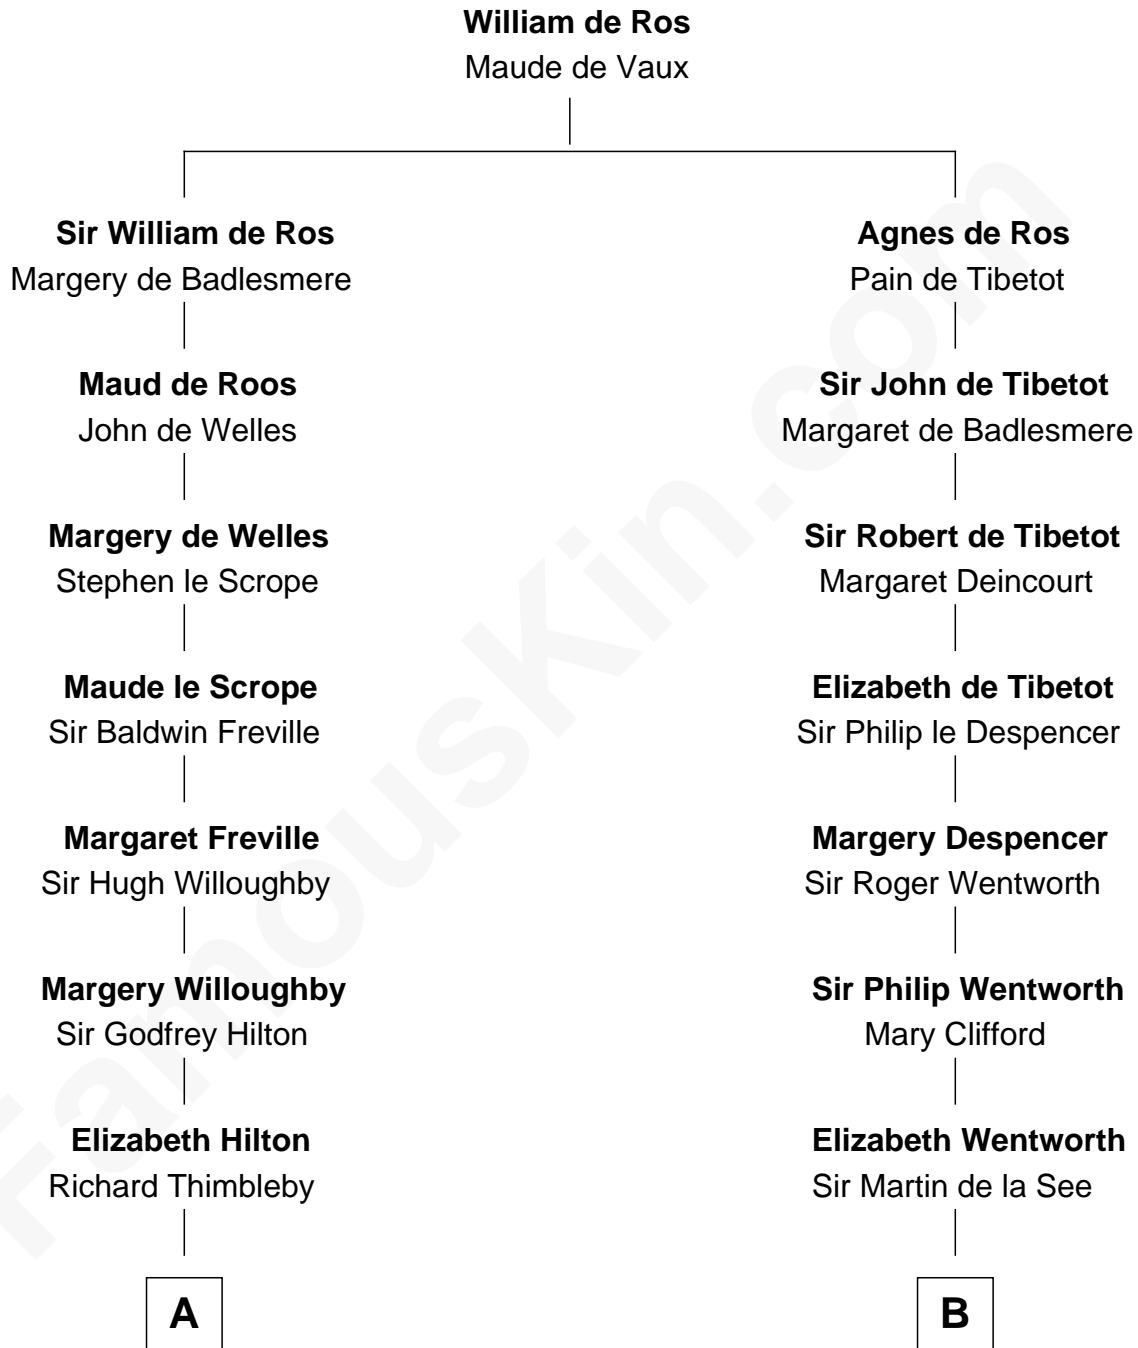 William de Ros
Maude de Vaux
Sir William de Ros
Margery de Badlesmere
Agnes de Ros
Pain de Tibetot
Maud de Roos
John de Welles
Sir John de Tibetot
Margaret de Badlesmere
Margery de Welles
Stephen le Scrope
Sir Robert de Tibetot
Margaret Deincourt
Maude le Scrope
Sir Baldwin Freville
Elizabeth de Tibetot
Sir Philip le Despencer
Margaret Freville
Sir Hugh Willoughby
Margery Despencer
Sir Roger Wentworth
Margery Willoughby
Sir Godfrey Hilton
Sir Philip Wentworth
Mary Clifford
Elizabeth Hilton
Richard Thimbleby
Elizabeth Wentworth
Sir Martin de la See
A
B
FamousKin.com